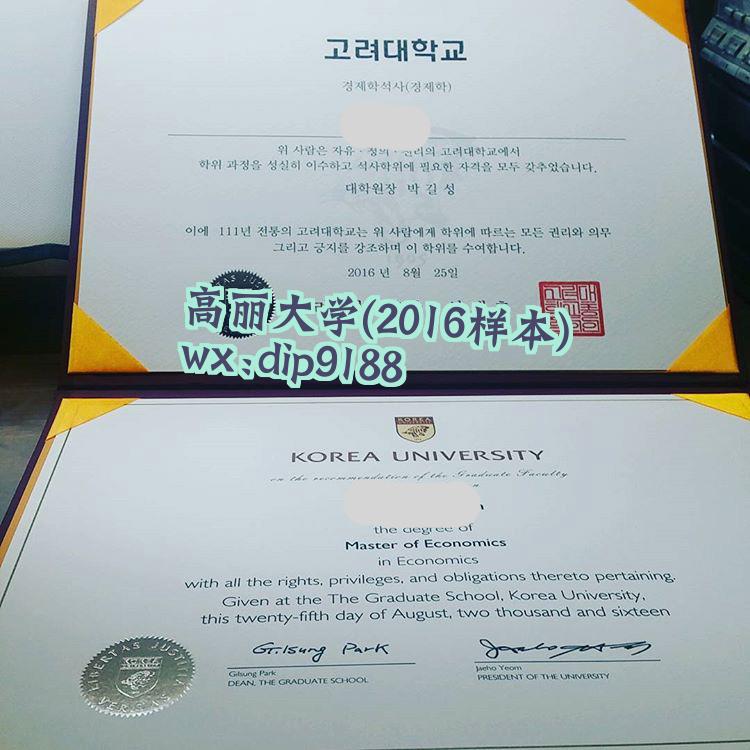 고려대학교
경제학석사(경제학)
위 사람은 자유·정의·진리의 고려대학교에서
학위 과정을 성실히 이수하고 석사학위에 필요한 자격을 모두 갖추었습니다.
대학원장 박길성
이에 111년 전통의 고려대학교는 위 사람에게 학위에 따르는 모든 권리와 의무
그리고 긍지를 강조하며 이 학위를 수여합니다.
2016년 8월 25일
高丽大学(2016样本)
wx:dip9188
KOREA
KOREA UNIVERSITY
on the recommendation of the Graduate Faculty
the degree of
Master of Economics
in Economics
with all the rights, privileges, and obligations thereto pertaining.
Given at the The Graduate School, Korea University,
this twenty-fifth day of August, two thousand and sixteen
LIBERTAS JUSTITIA VERITAS
Gilsung Park
Gilsung Park
DEAN, THE GRADUATE SCHOOL
Jaeho Yeom
PRESIDENT OF THE UNIVERSITY